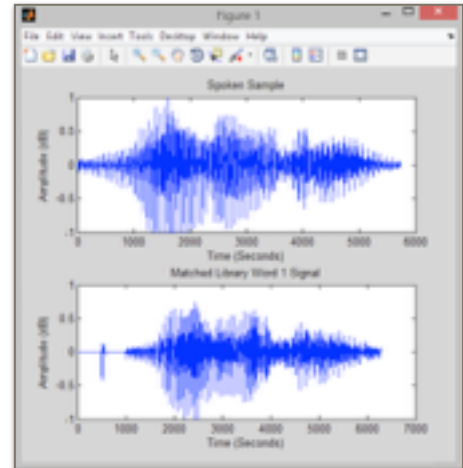 Figure 1
File Edit View Insert Tools Desktop Window Help
Spoken Sample
1
0.5
0
-0.5
-1
Amplitude (dB)
0 1000 2000 3000 4000 5000 6000
Time (Seconds)
Matched Library Word 1 Signal
1
0.5
0
-0.5
-1
Amplitude (dB)
0 1000 2000 3000 4000 5000 6000 7000
Time (Seconds)